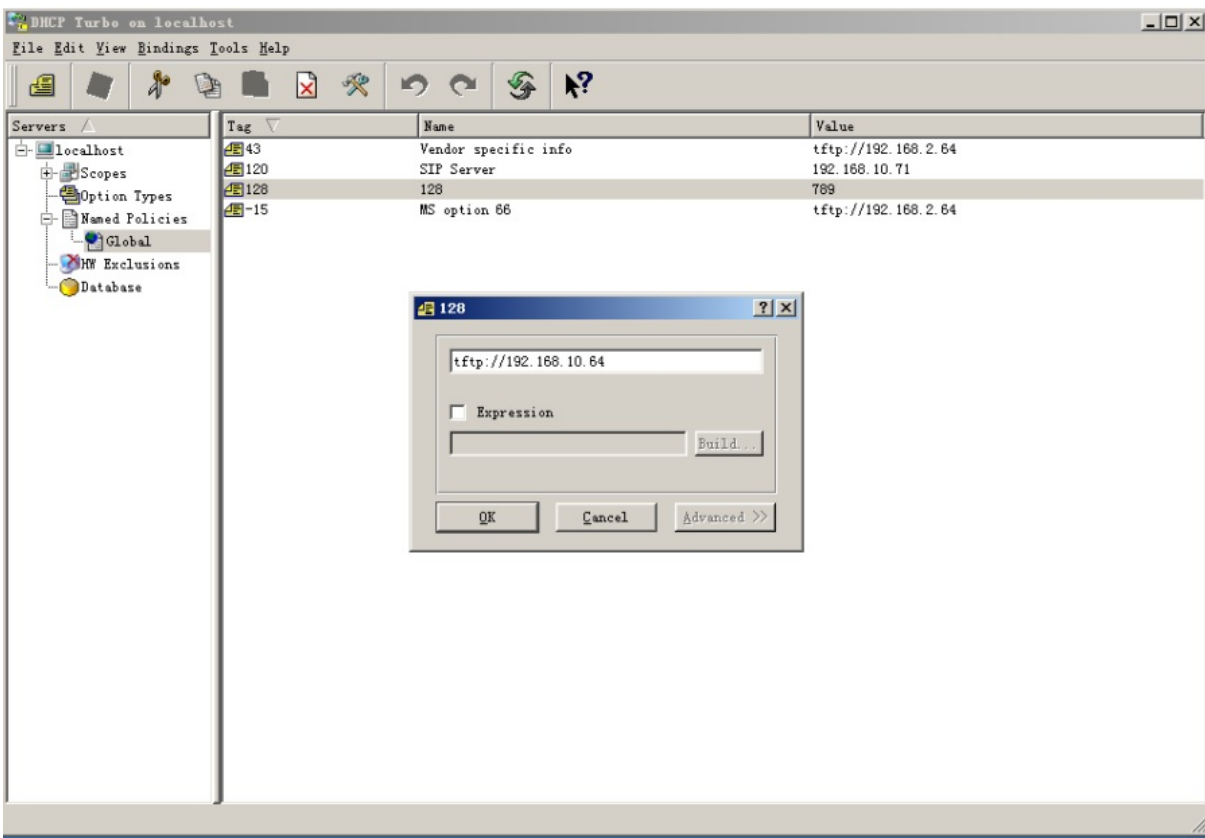 DHCP Turbo on localhost
File Edit View Bindings Tools Help
Servers
Tag Name Value
localhost
Scopes
Option Types
Named Policies
Global
HW Exclusions
Database
43 Vendor specific info tftp://192.168.2.64
120 SIP Server 192.168.10.71
128 128 789
-15 MS option 66 tftp://192.168.2.64
128
tftp://192.168.10.64
Expression
Build...
OK Cancel Advanced >>